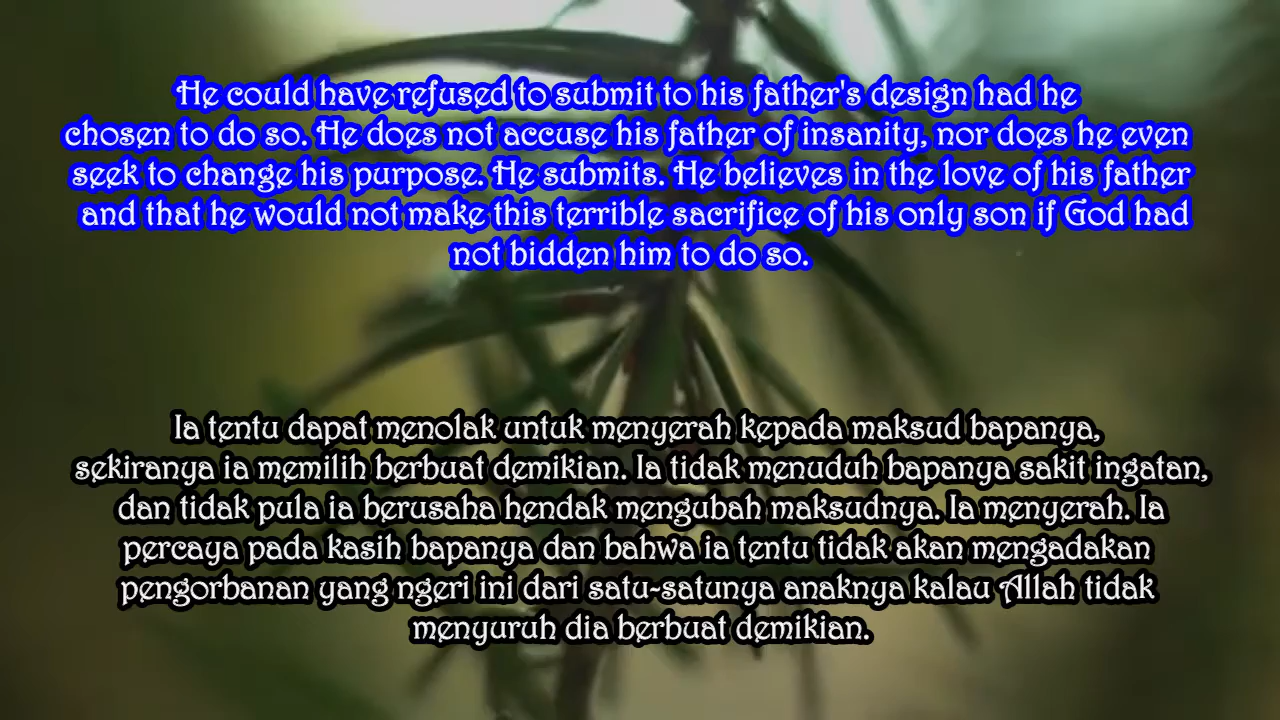 He could have refused to submit to his father's design had he
chosen to do so. He does not accuse his father of insanity, nor does he even
seek to change his purpose. He submits. He believes in the love of his father
and that he would not make this terrible sacrifice of his only son if God had
not bidden him to do so.
Ia tentu dapat menolak untuk menyerah kepada maksud bapanya,
sekiranya ia memilih berbuat demikian. Ia tidak menuduh bapanya sakit ingatan,
dan tidak pula ia berusaha hendak mengubah maksudnya. Ia menyerah. Ia
percaya pada kasih bapanya dan bahwa ia tentu tidak akan mengadakan
pengorbanan yang ngeri ini dari satu-satunya anaknya kalau Allah tidak
menyuruh dia berbuat demikian.